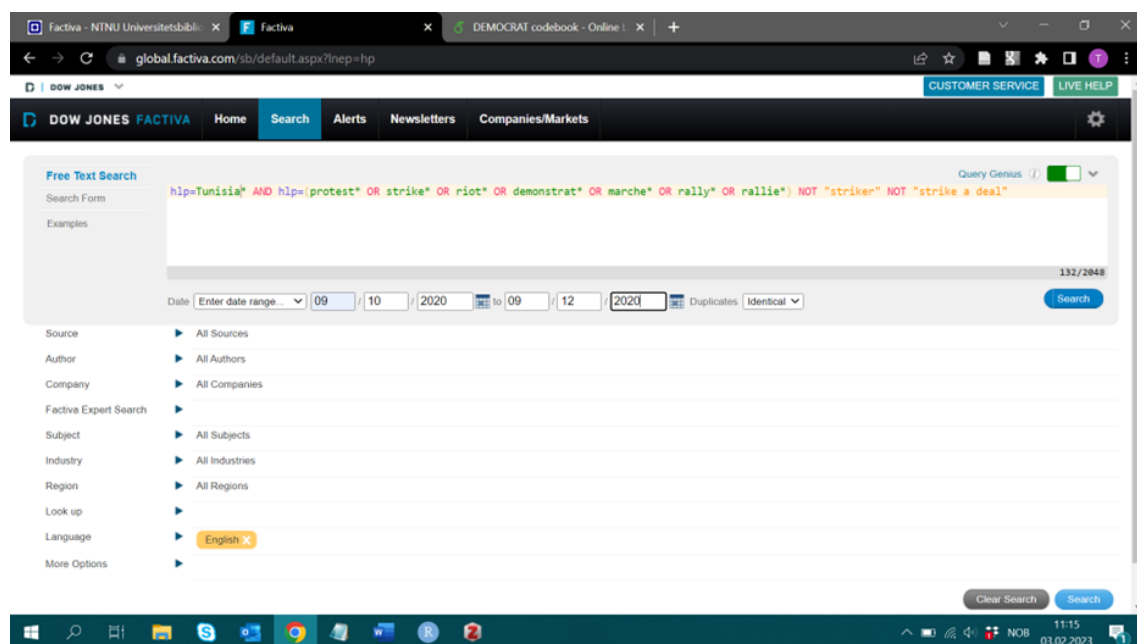 Factiva - NTNU Universitetsbiblio × Factiva × DEMOCRAT codebook - Online L × +
global.factiva.com/sb/default.aspx?lnep=hp T
DOW JONES CUSTOMER SERVICE LIVE HELP
DOW JONES FACTIVA Home Search Alerts Newsletters Companies/Markets
Free Text Search Query Genius
hlp=Tunisia* AND hlp=(protest* OR strike* OR riot* OR demonstrat* OR marche* OR rally* OR rallie*) NOT "striker" NOT "strike a deal"
Search Form
Examples
132/2048
Date Enter date range... 09 / 10 / 2020 to 09 / 12 / 2020 Duplicates Identical Search
Source All Sources
Author All Authors
Company All Companies
Factiva Expert Search
Subject All Subjects
Industry All Industries
Region All Regions
Look up
Language English ×
More Options
Clear Search Search
11:15
NOB
03.02.2023